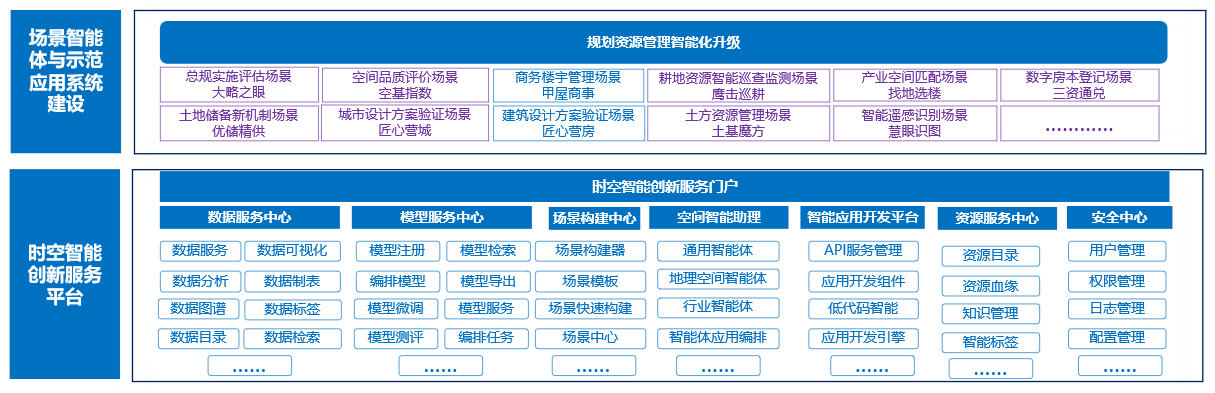 场景智能
体与示范
应用系统
建设
规划资源管理智能化升级
总规实施评估场景
大略之眼
空间品质评价场景
空基指数
商务楼宇管理场景
甲屋商事
耕地资源智能巡查监测场景
鹰击巡耕
产业空间匹配场景
找地选楼
数字房本登记场景
三资通兑
土地储备新机制场景
优储精供
城市设计方案验证场景
匠心营城
建筑设计方案验证场景
匠心营房
土方资源管理场景
土基魔方
智能遥感识别场景
慧眼识图
…………
时空智能
创新服务
平台
时空智能创新服务门户
数据服务中心
数据服务 数据可视化
数据分析 数据制表
数据图谱 数据标签
数据目录 数据检索
……
模型服务中心
模型注册 模型检索
编排模型 模型导出
模型微调 模型服务
模型测评 编排任务
……
场景构建中心
场景构建器
场景模板
场景快速构建
场景中心
……
空间智能助理
通用智能体
地理空间智能体
行业智能体
智能体应用编排
……
智能应用开发平台
API服务管理
应用开发组件
低代码智能
应用开发引擎
……
资源服务中心
资源目录
资源血缘
知识管理
智能标签
……
安全中心
用户管理
权限管理
日志管理
配置管理
……